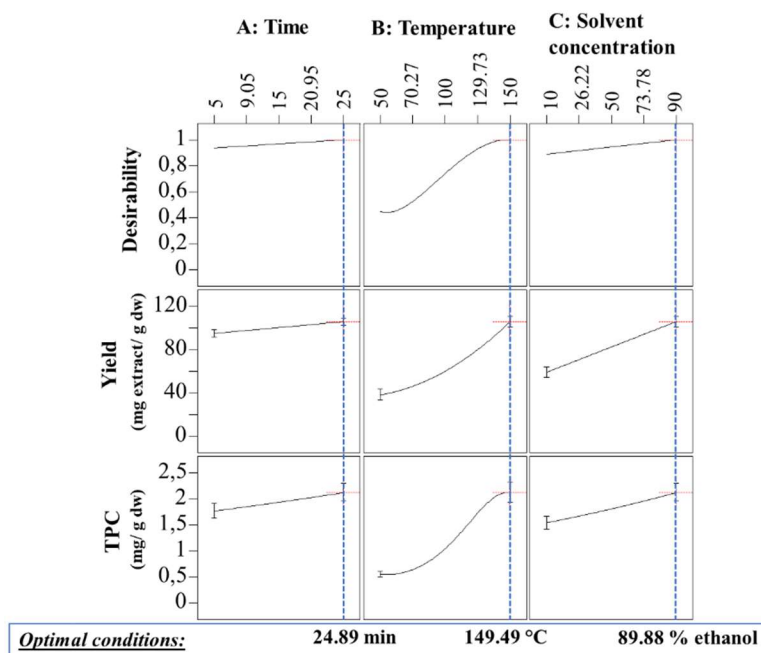 A: Time
B: Temperature
C: Solvent
concentration
5 9.05 15 20.95 25
50 70.27 100 129.73 150
10 26.22 50 73.78 90
Desirability
1
0,8
0,6
0,4
0,2
0
Yield
(mg extract/ g dw)
120
80
40
0
TPC
(mg/ g dw)
2,5
2
1,5
1
0,5
0
Optimal conditions: 24.89 min 149.49 °C 89.88 % ethanol